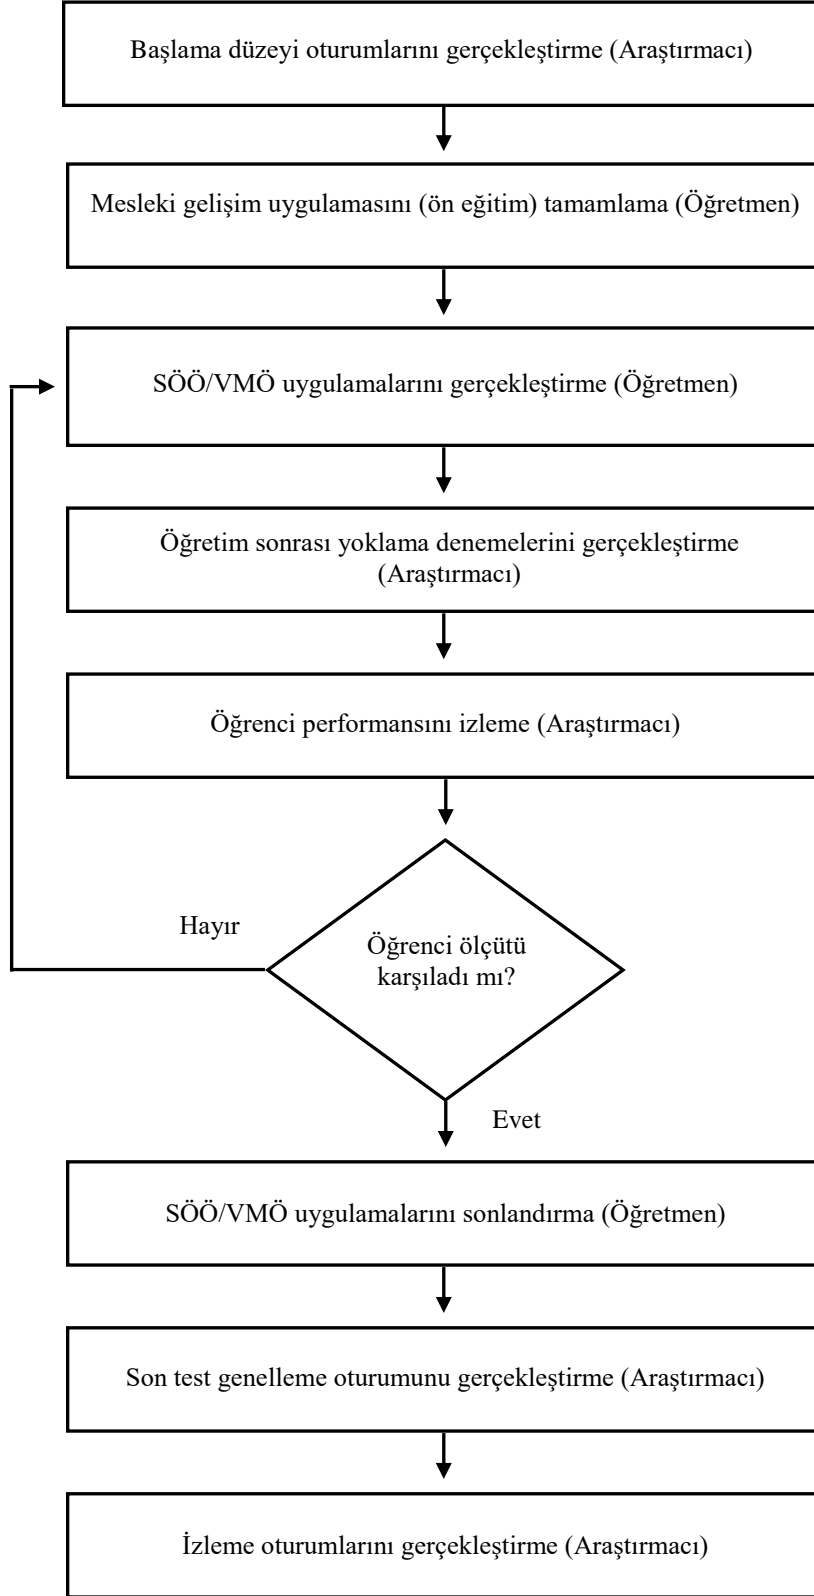 Başlama düzeyi oturumlarını gerçekleştirme (Araştırmacı)
Mesleki gelişim uygulamasını (ön eğitim) tamamlama (Öğretmen)
SÖÖ/VMÖ uygulamalarını gerçekleştirme (Öğretmen)
Öğretim sonrası yoklama denemelerini gerçekleştirme
(Araştırmacı)
Öğrenci performansını izleme (Araştırmacı)
Hayır
Öğrenci ölçütü
karşıladı mı?
Evet
SÖÖ/VMÖ uygulamalarını sonlandırma (Öğretmen)
Son test genelleme oturumunu gerçekleştirme (Araştırmacı)
İzleme oturumlarını gerçekleştirme (Araştırmacı)